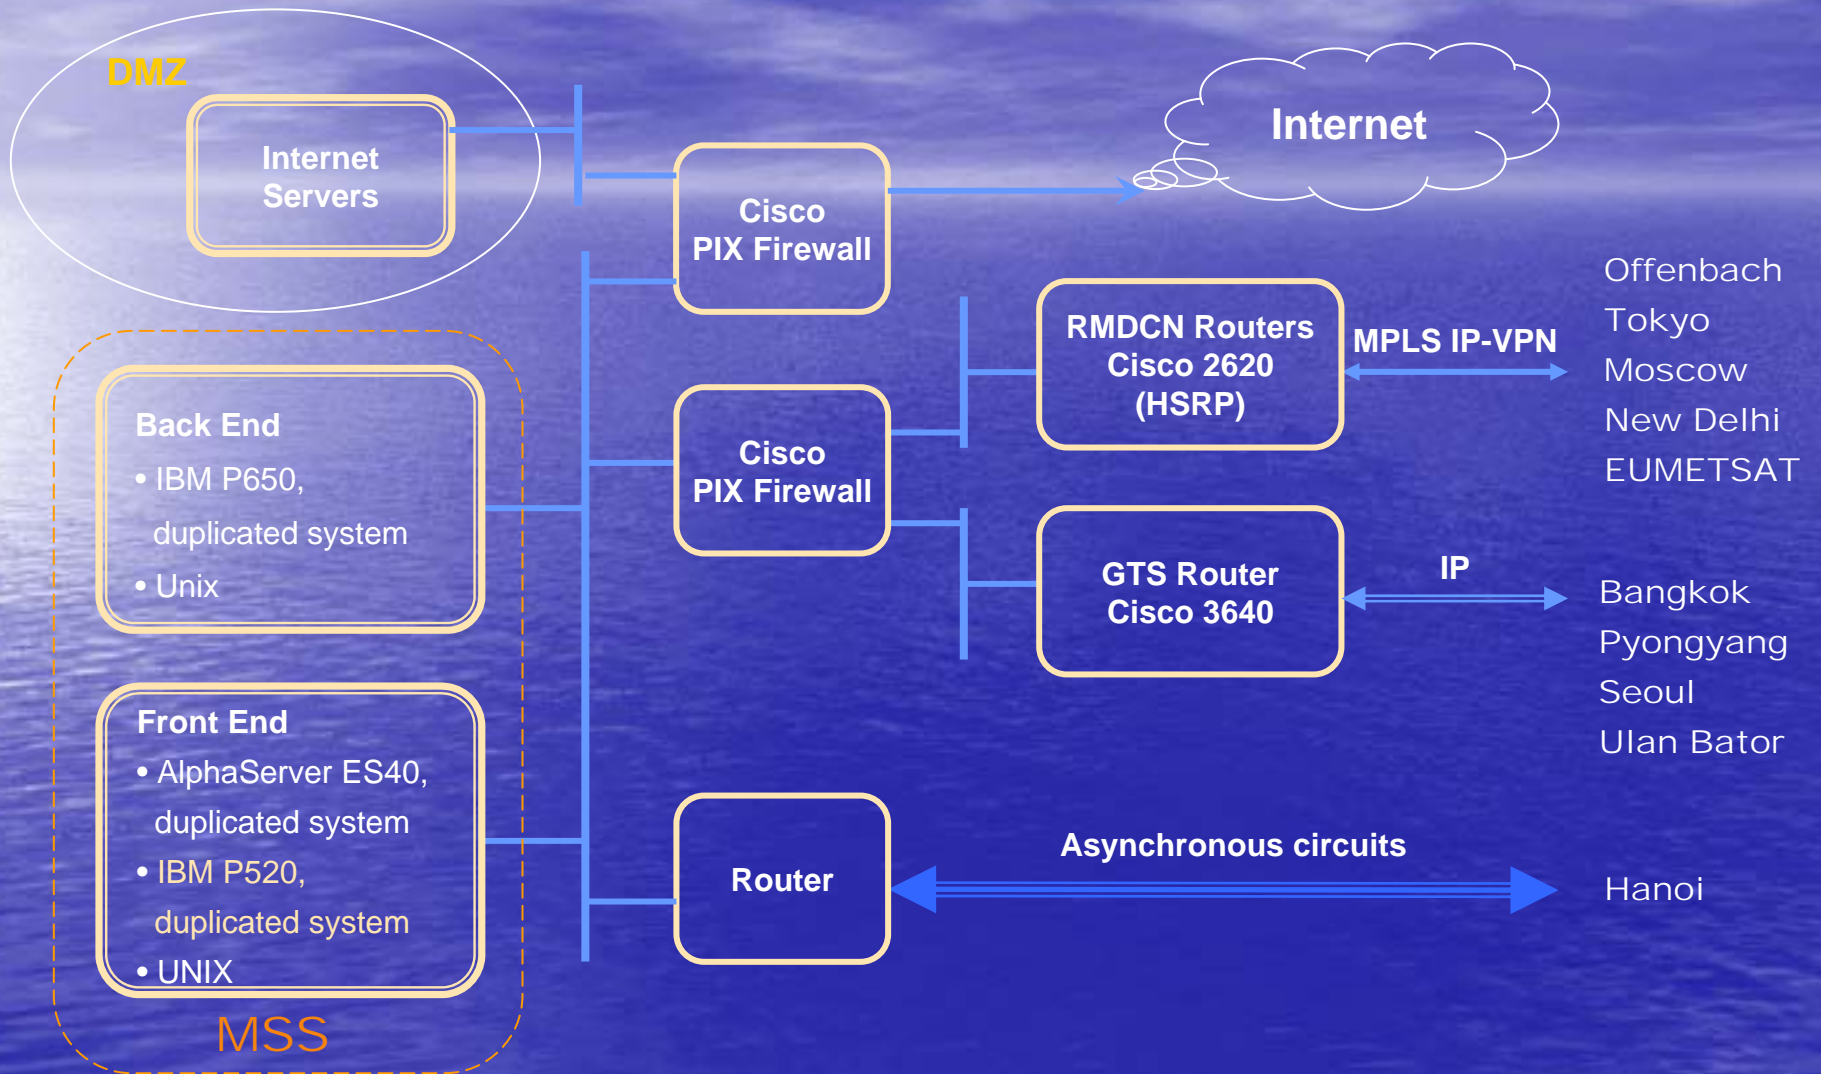 DMZ
Internet
Servers
Cisco
PIX Firewall
Internet
Back End
• IBM P650,
duplicated system
• Unix
Front End
• AlphaServer ES40,
duplicated system
• IBM P520,
duplicated system
• UNIX
MSS
Cisco
PIX Firewall
Router
RMDCN Routers
Cisco 2620
(HSRP)
MPLS IP-VPN
Offenbach
Tokyo
Moscow
New Delhi
EUMETSAT
GTS Router
Cisco 3640
IP
Bangkok
Pyongyang
Seoul
Ulan Bator
Asynchronous circuits
Hanoi